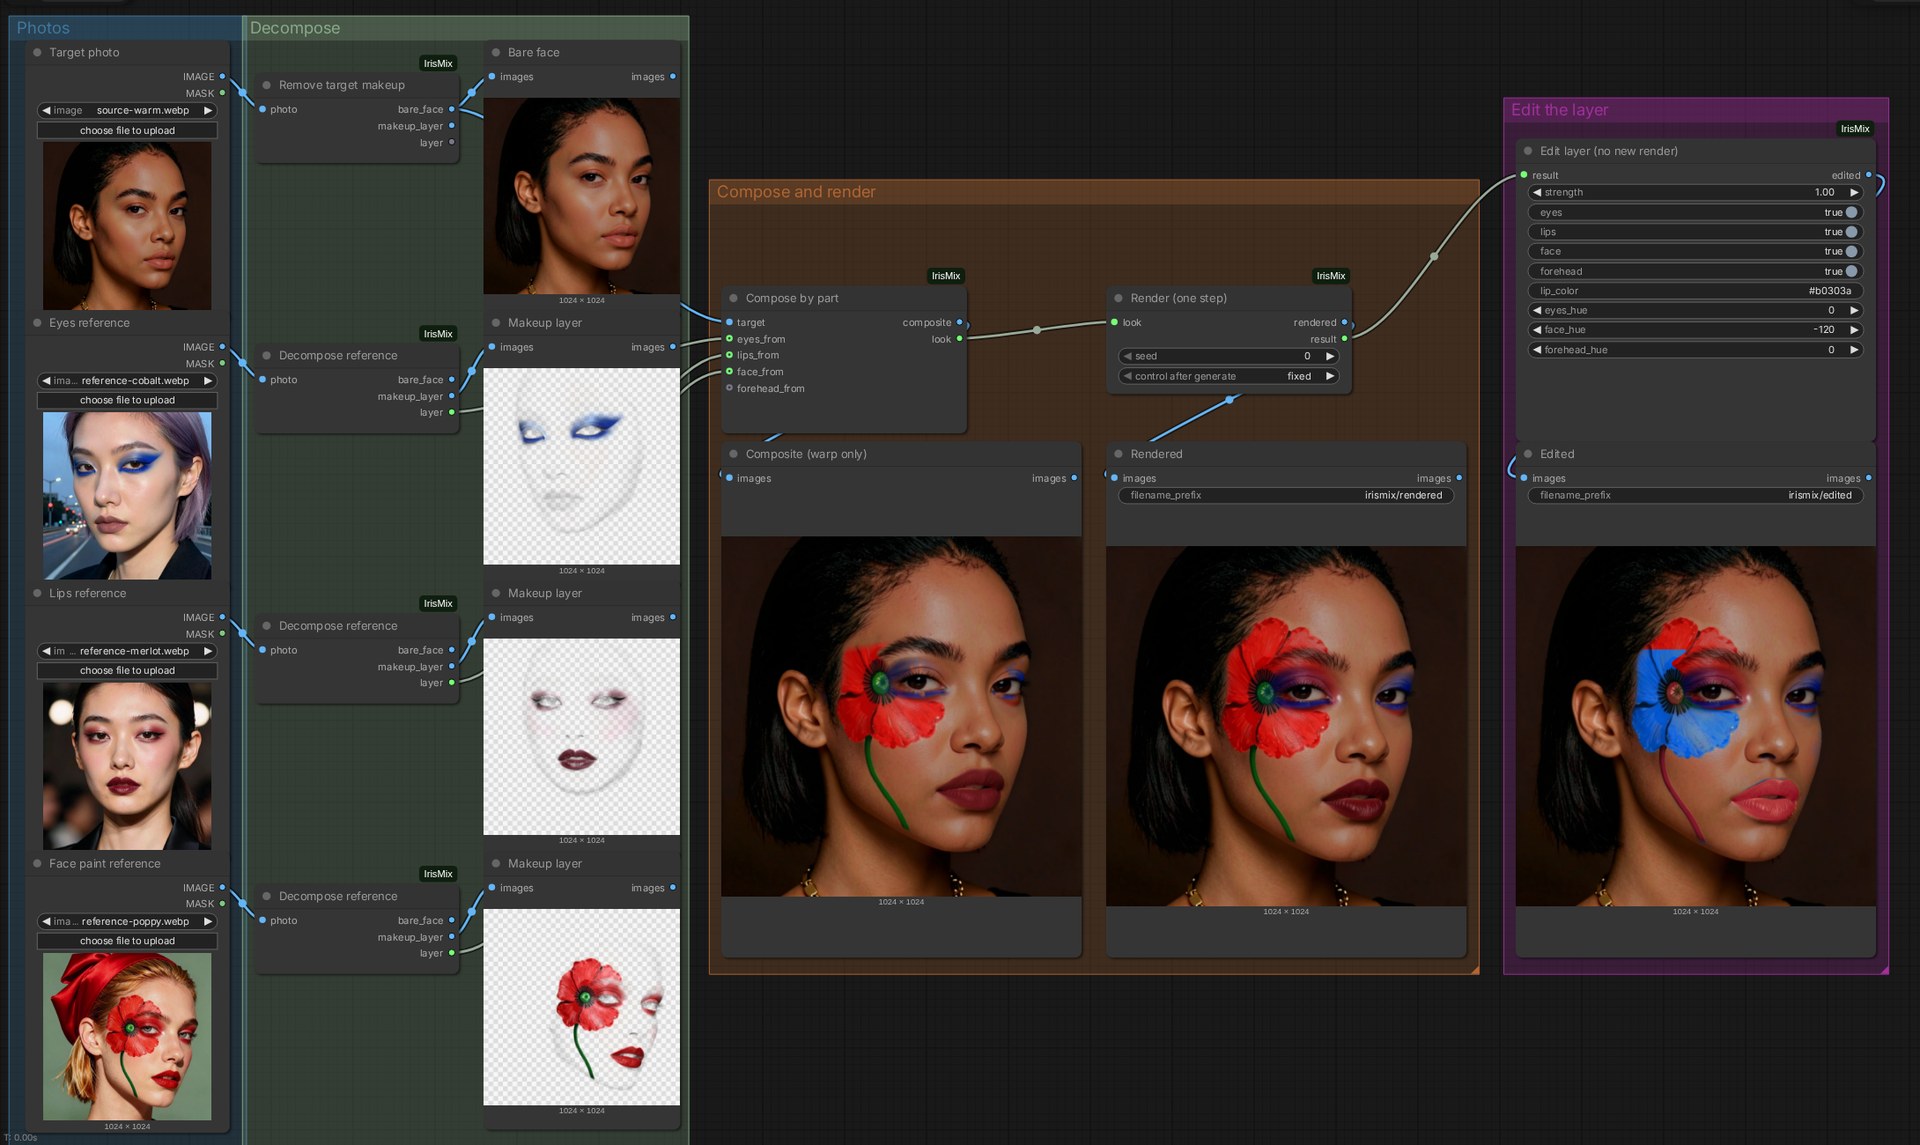 Photos
Target photo
IMAGE
MASK
image source-warm.webp
choose file to upload
Eyes reference
IMAGE
MASK
ima... reference-cobalt.webp
choose file to upload
Lips reference
IMAGE
MASK
im ... reference-merlot.webp
choose file to upload
Face paint reference
IMAGE
MASK
ima... reference-poppy.webp
choose file to upload
1024 × 1024
T: 0.00s
Decompose
IrisMix
Remove target makeup
photo bare_face
makeup_layer
layer
Bare face
images images
1024 × 1024
IrisMix
Decompose reference
photo bare_face
makeup_layer
layer
Makeup layer
images images
1024 × 1024
IrisMix
Decompose reference
photo bare_face
makeup_layer
layer
Makeup layer
images images
1024 × 1024
IrisMix
Decompose reference
photo bare_face
makeup_layer
layer
Makeup layer
images images
1024 × 1024
Compose and render
IrisMix
Compose by part
target composite
eyes_from look
lips_from
face_from
forehead_from
Composite (warp only)
images images
1024 × 1024
IrisMix
Render (one step)
look rendered
result
seed 0
control after generate fixed
Rendered
images images
filename_prefix irismix/rendered
1024 × 1024
Edit the layer
IrisMix
Edit layer (no new render)
result edited
strength 1.00
eyes true
lips true
face true
forehead true
lip_color #b0303a
eyes_hue 0
face_hue -120
forehead_hue 0
Edited
images images
filename_prefix irismix/edited
1024 × 1024